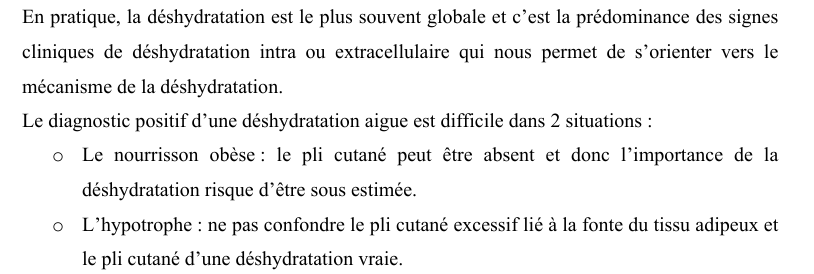 En pratique, la déshydratation est le plus souvent globale et c’est la prédominance des signes
cliniques de déshydratation intra ou extracellulaire qui nous permet de s’orienter vers le
mécanisme de la déshydratation.
Le diagnostic positif d’une déshydratation aigue est difficile dans 2 situations :
o Le nourrisson obèse : le pli cutané peut être absent et donc l’importance de la
déshydratation risque d’être sous estimée.
o L’hypotrophe : ne pas confondre le pli cutané excessif lié à la fonte du tissu adipeux et
le pli cutané d’une déshydratation vraie.